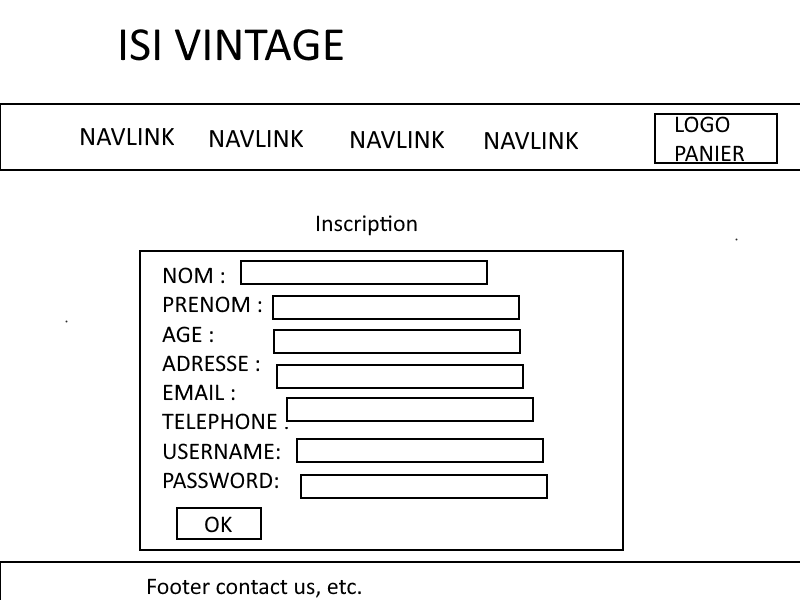 ISI VINTAGE
NAVLINK NAVLINK NAVLINK NAVLINK
LOGO
PANIER
Inscription
NOM :
PRENOM :
AGE :
ADRESSE :
EMAIL :
TELEPHONE :
USERNAME:
PASSWORD:
OK
Footer contact us, etc.